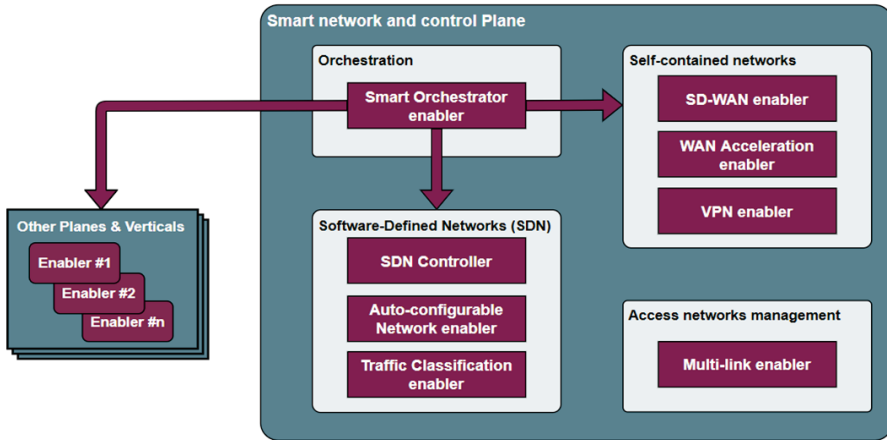 Smart network and control Plane
Orchestration
Smart Orchestrator
enabler
Self-contained networks
SD-WAN enabler
WAN Acceleration
enabler
VPN enabler
Other Planes & Verticals
Enabler #1
Enabler #2
Enabler #n
Software-Defined Networks (SDN)
SDN Controller
Auto-configurable
Network enabler
Traffic Classification
enabler
Access networks management
Multi-link enabler